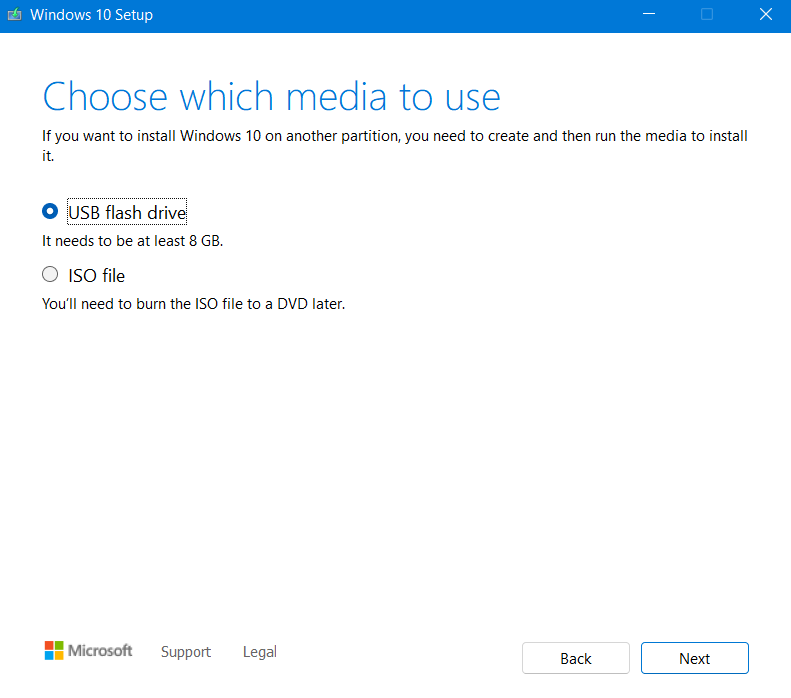 Windows 10 Setup
Choose which media to use
If you want to install Windows 10 on another partition, you need to create and then run the media to install
it.
USB flash drive
It needs to be at least 8 GB.
ISO file
You'll need to burn the ISO file to a DVD later.
Microsoft Support Legal
Back Next